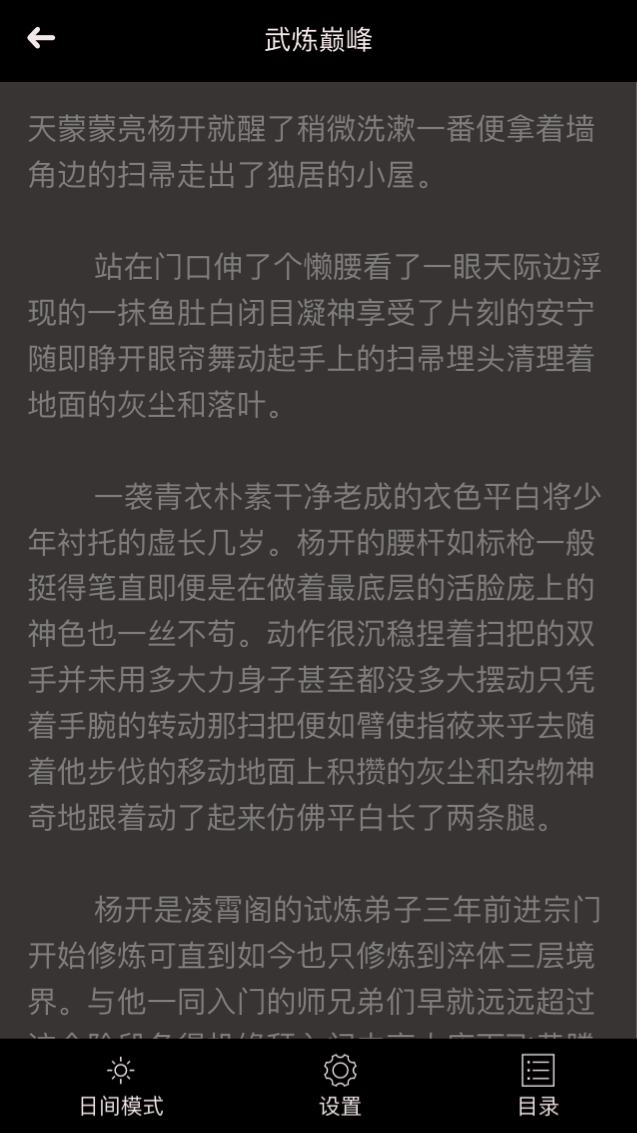 武炼巅峰
天蒙蒙亮杨开就醒了稍微洗漱一番便拿着墙
角边的扫帚走出了独居的小屋。
站在门口伸了个懒腰看了一眼天际边浮
现的一抹鱼肚白闭目凝神享受了片刻的安宁
随即睁开眼帘舞动起手上的扫帚埋头清理着
地面的灰尘和落叶。
一袭青衣朴素干净老成的衣色平白将少
年衬托的虚长几岁。杨开的腰杆如标枪一般
挺得笔直即便是在做着最底层的活脸庞上的
神色也一丝不苟。动作很沉稳捏着扫把的双
手并未用多大力身子甚至都没多大摆动只凭
着手腕的转动那扫把便如臂使指莜来乎去随
着他步伐的移动地面上积攒的灰尘和杂物神
奇地跟着动了起来仿佛平白长了两条腿。
杨开是凌霄阁的试炼弟子三年前进宗门
开始修炼可直到如今也只修炼到淬体三层境
界。与他一同入门的师兄弟们早就远远超过
日间模式
设置
目录